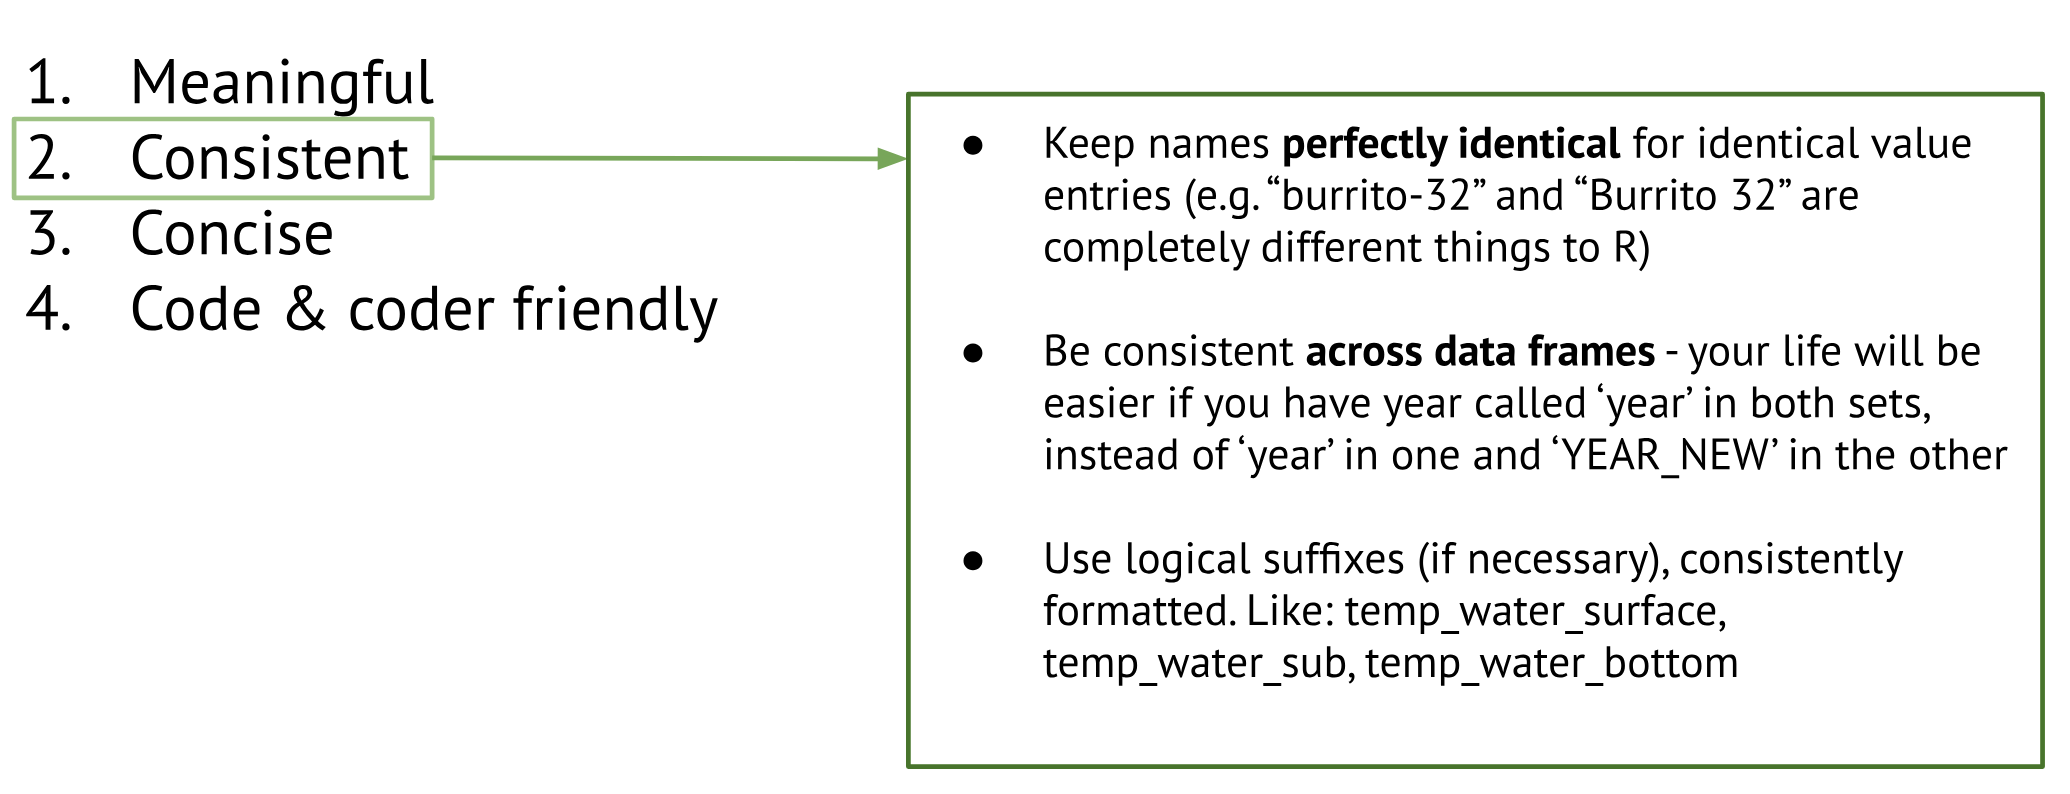 1. Meaningful
2. Consistent
3. Concise
4. Code & coder friendly
● Keep names perfectly identical for identical value
entries (e.g. “burrito-32” and “Burrito 32” are
completely different things to R)
● Be consistent across data frames - your life will be
easier if you have year called ‘year’ in both sets,
instead of ‘year’ in one and ‘YEAR_NEW’ in the other
● Use logical suffixes (if necessary), consistently
formatted. Like: temp_water_surface,
temp_water_sub, temp_water_bottom